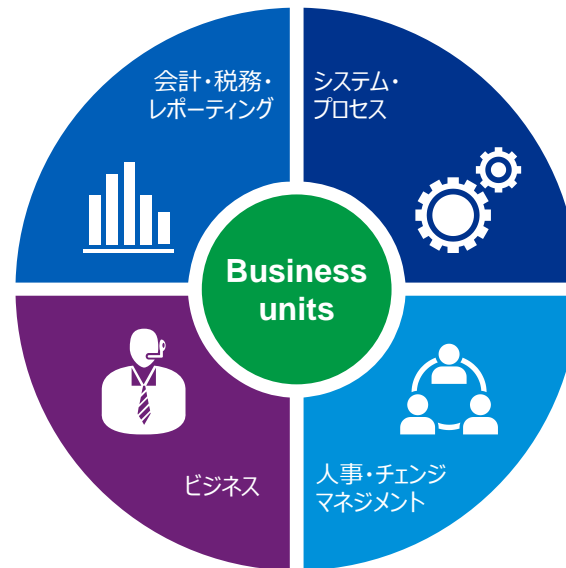 会計・税務・
レポーティング
システム・
プロセス
Business
units
ビジネス
人事・チェンジ
マネジメント